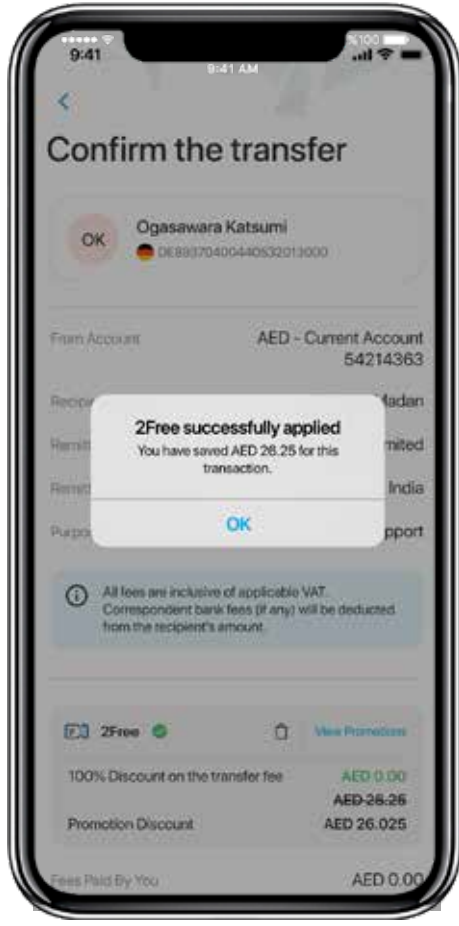 %100
9:41
9:41 AM
Confirm the transfer
OK
Ogasawara Katsumi
DE89370400440532013000
From Account
AED - Current Account
54214363
Madan
2Free successfully applied
You have saved AED 26.25 for this
transaction.
India
OK
All fees are inclusive of applicable VAT.
Correspondent bank fees (if any) will be deducted
from the recipient's amount.
2Free
View Promotions
100% Discount on the transfer fee
AED 0.00
AED 26.25
Promotion Discount
AED 26.025
Fees Paid By You
AED 0.00